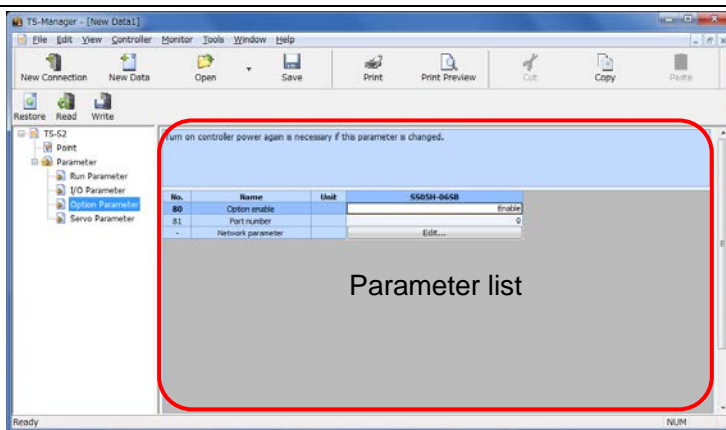 TS-Manager - [New Data1]
File Edit View Controller Monitor Tools Window Help
New Connection New Data Open Save Print Print Preview Cut Copy Paste
Restore Read Write
TS-S2
Point
Parameter
Run Parameter
I/O Parameter
Option Parameter
Servo Parameter
Turn on controller power again is necessary if this parameter is changed.
No. Name Unit SS05H-06SB
80 Option enable Enable
81 Port number 0
- Network parameter Edit...
Parameter list
Ready NUM